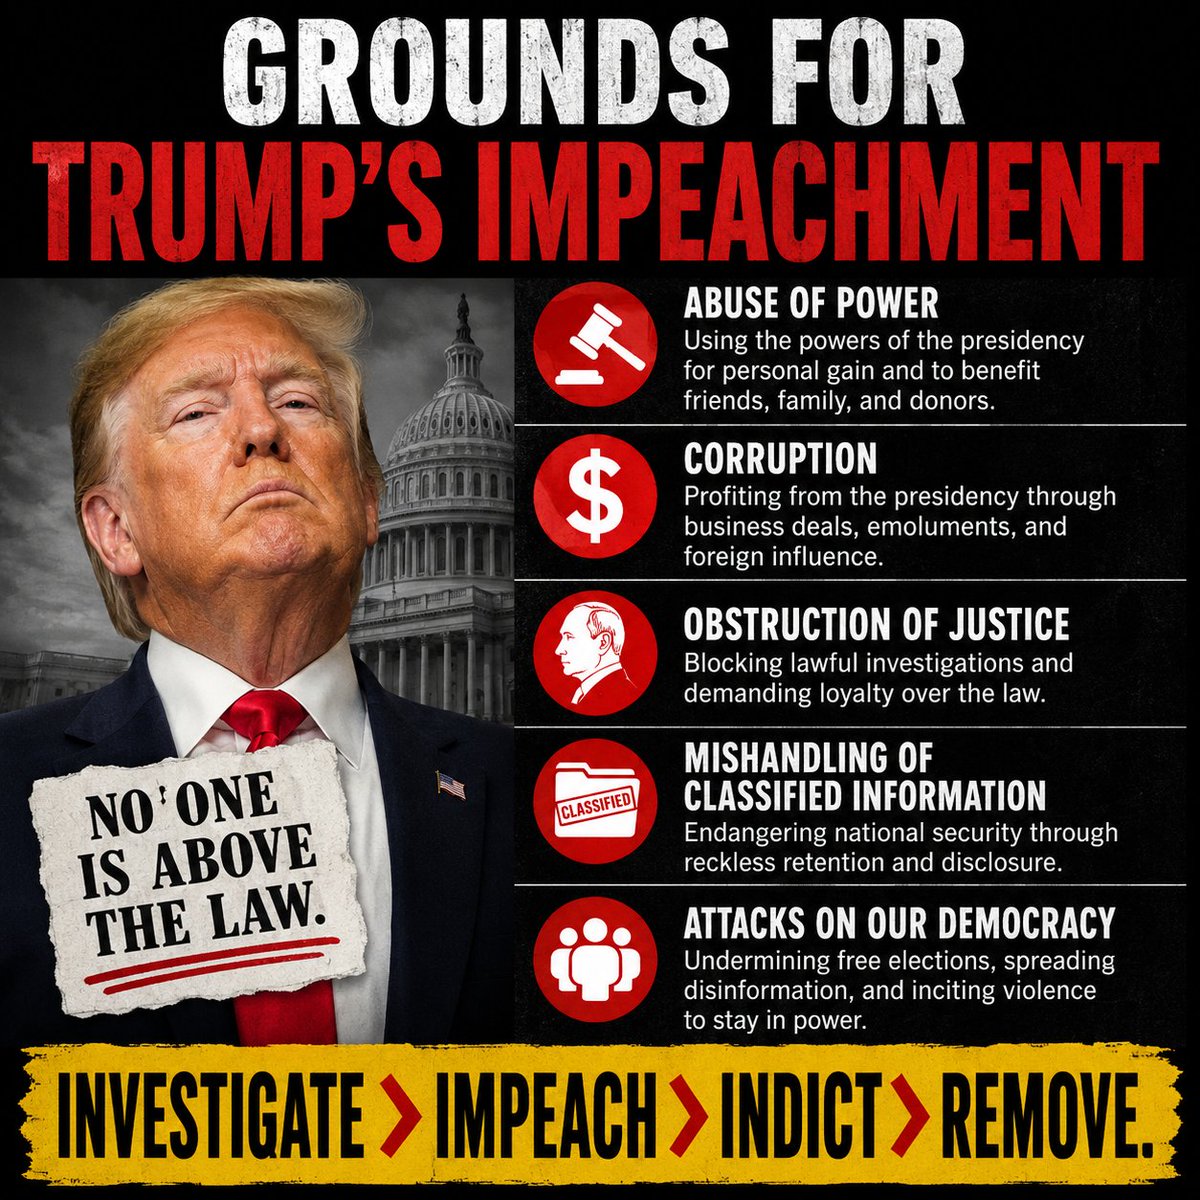 GROUNDS FOR
TRUMP'S IMPEACHMENT
NO ONE
IS ABOVE
THE LAW.
ABUSE OF POWER
Using the powers of the presidency
for personal gain and to benefit
friends, family, and donors.
CORRUPTION
Profiting from the presidency through
business deals, emoluments, and
foreign influence.
OBSTRUCTION OF JUSTICE
Blocking lawful investigations and
demanding loyalty over the law.
CLASSIFIED
MISHANDLING OF
CLASSIFIED INFORMATION
Endangering national security through
reckless retention and disclosure.
ATTACKS ON OUR DEMOCRACY
Undermining free elections, spreading
disinformation, and inciting violence
to stay in power.
INVESTIGATE > IMPEACH > INDICT > REMOVE.